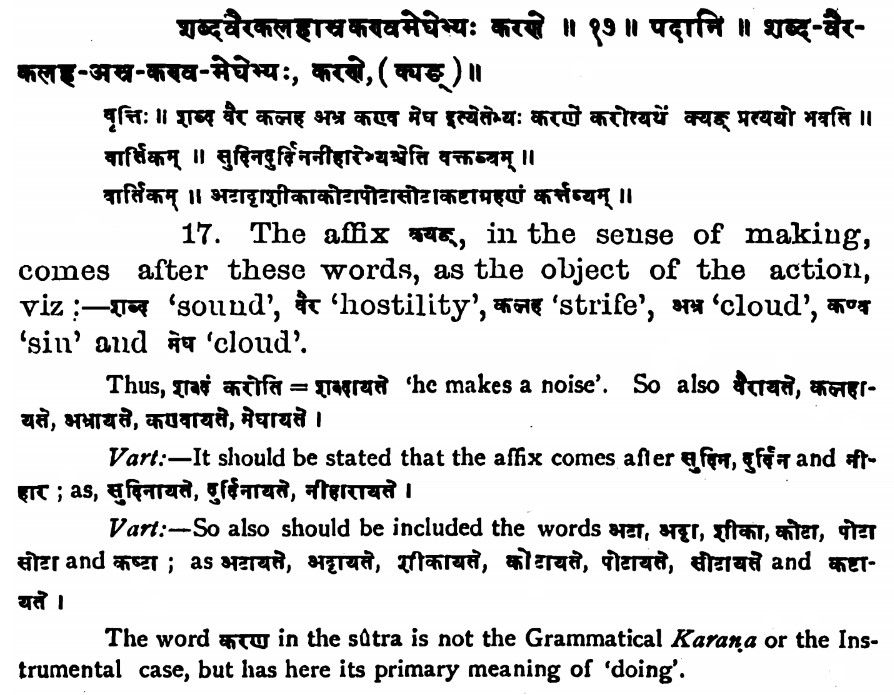 शब्दवैरकलहाभ्रकण्वमेघेभ्यः करणे ॥ १७ ॥ पदानि ॥ शब्द-वैर-
कलह-अभ्र-कण्व-मेघेभ्यः, करणे, ( क्यङ् ) ॥
वृत्तिः ॥ शब्द वैर कलह अभ्र कण्व मेघ इत्येतेभ्यः करणे करोत्यर्थे क्यङ् प्रत्ययो भवति ॥
वार्त्तिकम् ॥ सुदिनदुर्दिननीहारेभ्यश्चेति वक्तव्यम् ॥
वार्तिकम् ॥ अटाट्टाशीकाकोटापोटासोटाकष्टाग्रहणं कर्त्तव्यम् ॥
17. The affix क्यङ्, in the sense of making,
comes after these words, as the object of the action,
viz :—शब्द 'sound', वैर 'hostility', कलह 'strife', अभ्र 'cloud', कण्व
'sin' and मेघ 'cloud'.
Thus, शब्दं करोति = शब्दायते 'he makes a noise'. So also वैरायते, कलहा-
यते, अभ्रायते, कण्वायते, मेघायते ।
Vart:—It should be stated that the affix comes after सुदिन, दुर्दिन and नी-
हार ; as, सुदिनायते, दुर्दिनायते, नीहारायते ।
Vart:—So also should be included the words अटा, अट्टा, शीका, कोटा, पोटा
सोटा and कष्टा ; as अटायते, अट्टायते, शीकायते, कोटायते, पोटायते, सोटायते and कष्टा-
यते ।
The word करण in the sûtra is not the Grammatical Karaṇa or the Ins-
trumental case, but has here its primary meaning of 'doing'.